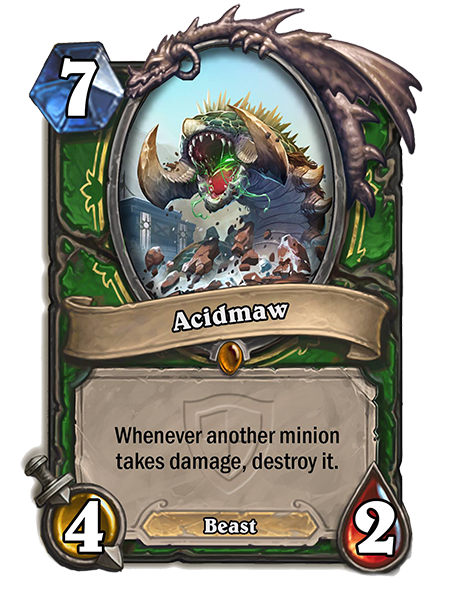 7
Acidmaw
Whenever another minion
takes damage, destroy it.
Beast
4
2